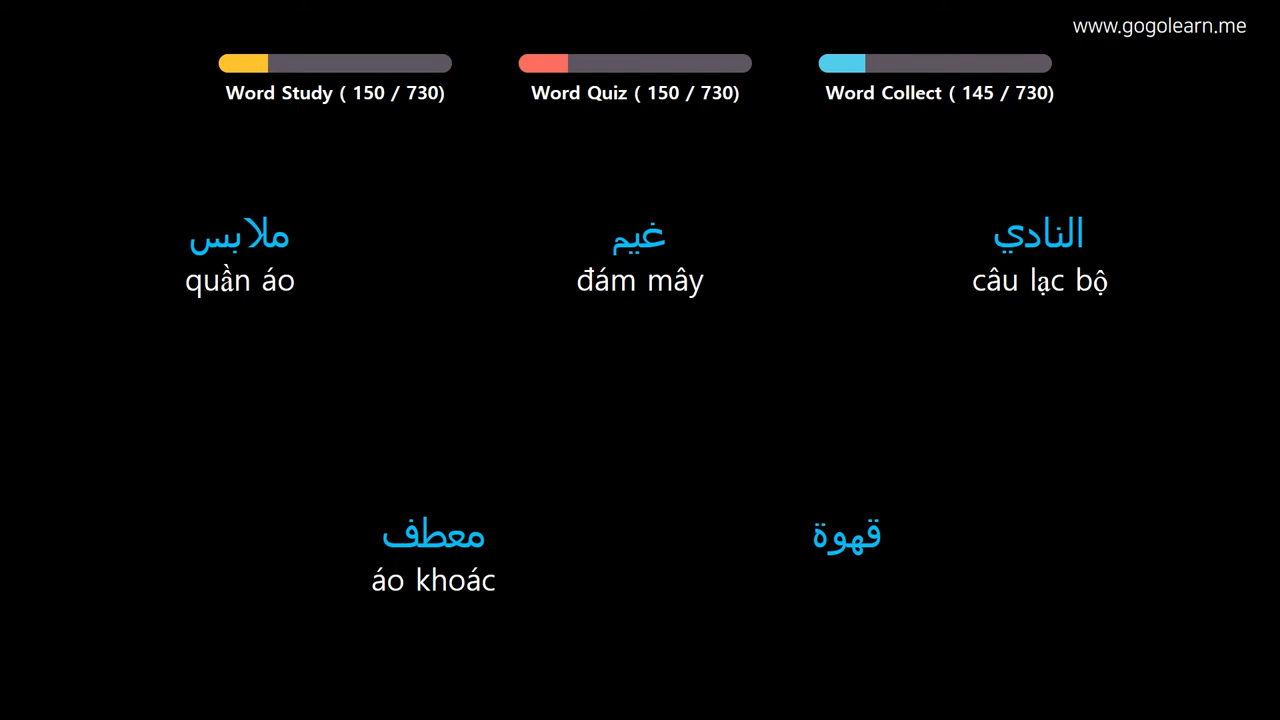 www.gogolearn.me
Word Study ( 150 / 730)
Word Quiz ( 150 / 730)
Word Collect ( 145 / 730)
ملابس
quần áo
غيم
đám mây
النادي
câu lạc bộ
معطف
áo khoác
قهوة